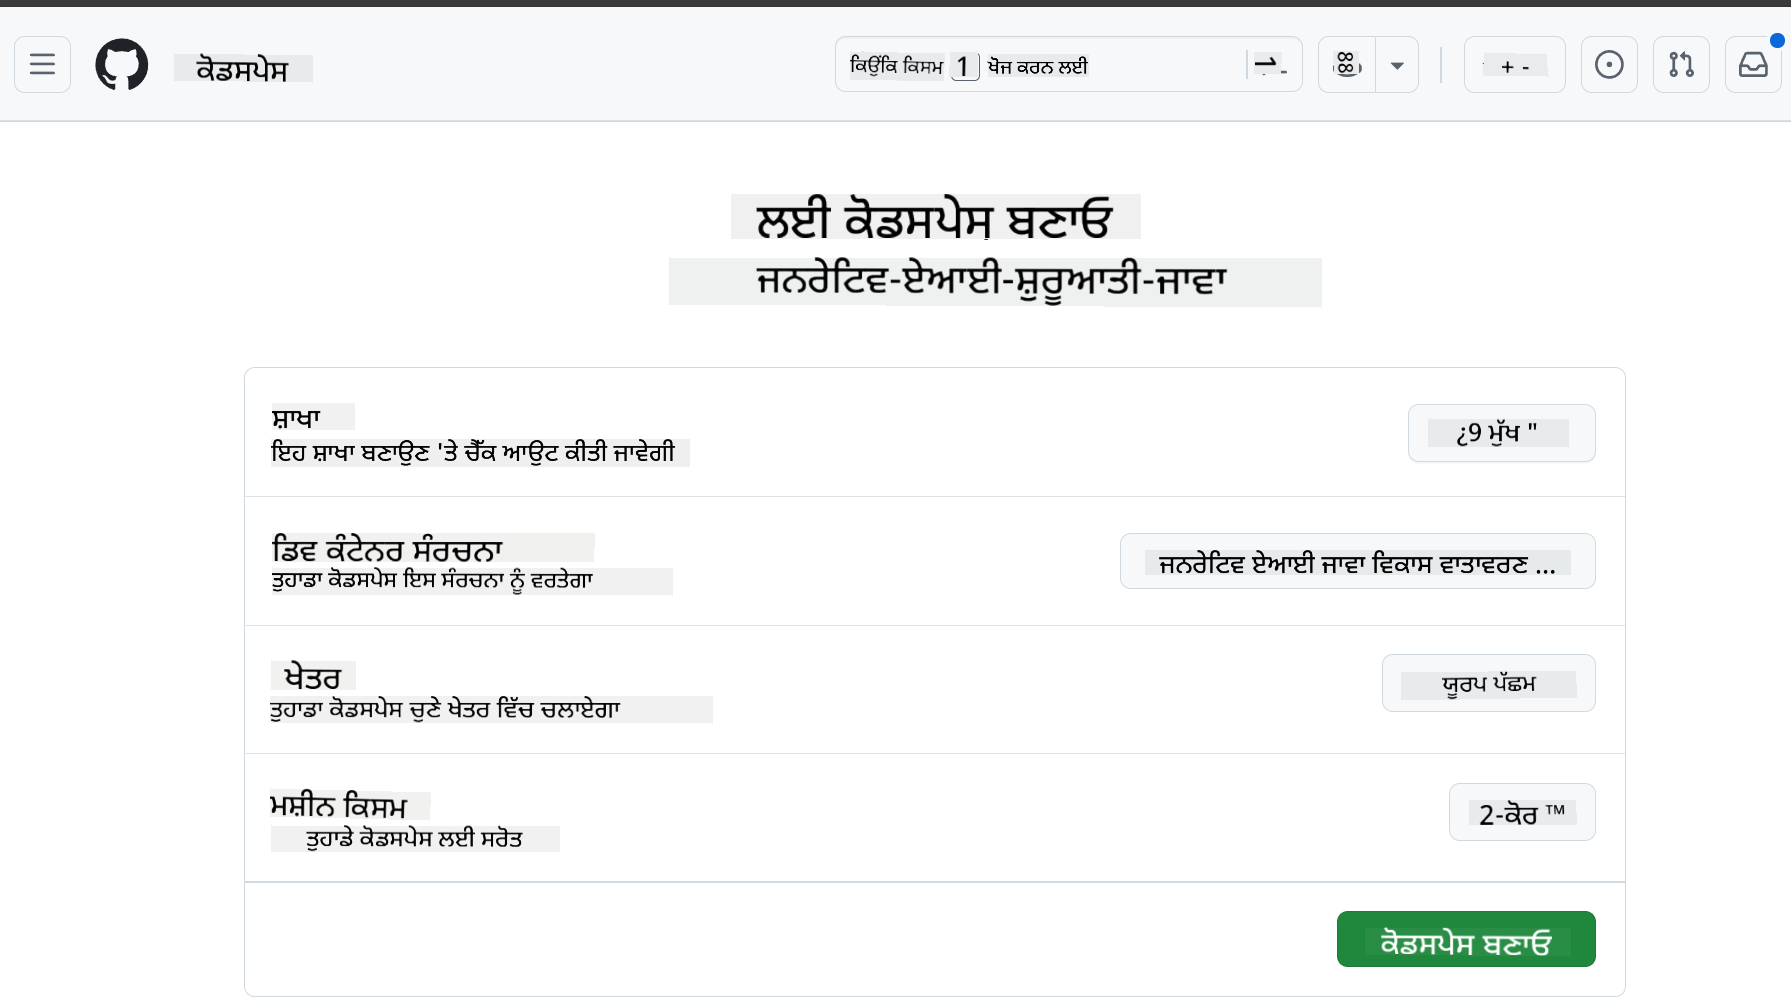 ਕੋਡਸਪੇਸ
ਕਿਉਂਕਿ ਕਿਸਮ 1 ਖੋਜ ਕਰਨ ਲਈ
+ -
ਲਈ ਕੋਡਸਪੇਸ ਬਣਾਓ
ਜਨਰੇਟਿਵ-ਏਆਈ-ਸ਼ੁਰੂਆਤੀ-ਜਾਵਾ
ਸ਼ਾਖਾ
ਇਹ ਸ਼ਾਖਾ ਬਣਾਉਣ 'ਤੇ ਚੈੱਕ ਆਉਟ ਕੀਤੀ ਜਾਵੇਗੀ
¿9 ਮੁੱਖ "
ਡਿਵ ਕੰਟੇਨਰ ਸੰਰਚਨਾ
ਤੁਹਾਡਾ ਕੋਡਸਪੇਸ ਇਸ ਸੰਰਚਨਾ ਨੂੰ ਵਰਤੇਗਾ
ਜਨਰੇਟਿਵ ਏਆਈ ਜਾਵਾ ਵਿਕਾਸ ਵਾਤਾਵਰਣ ...
ਖੇਤਰ
ਤੁਹਾਡਾ ਕੋਡਸਪੇਸ ਚੁਣੇ ਖੇਤਰ ਵਿੱਚ ਚਲਾਏਗਾ
ਯੂਰਪ ਪੱਛਮ
ਮਸ਼ੀਨ ਕਿਸਮ
ਤੁਹਾਡੇ ਕੋਡਸਪੇਸ ਲਈ ਸਰੋਤ
2-ਕੋਰ ™
ਕੋਡਸਪੇਸ ਬਣਾਓ